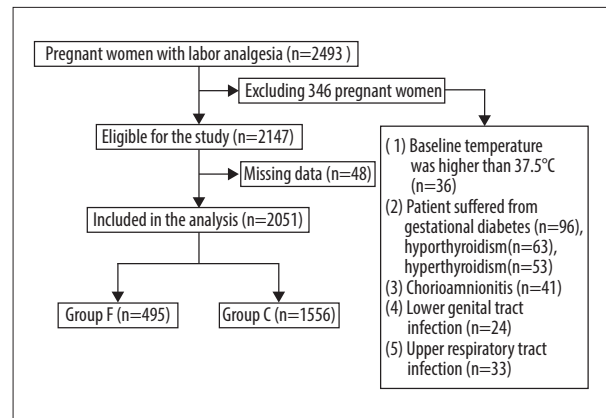 Pregnant women with labor analgesia (n=2493 )
Excluding 346 pregnant women
Eligible for the study (n=2147)
Missing data (n=48)
Included in the analysis (n=2051)
Group F (n=495)
Group C (n=1556)
( 1) Baseline temperature
was higher than 37.5°C
(n=36)
(2) Patient suffered from
gestational diabetes (n=96),
hyporthyroidism(n=63),
hyperthyroidism(n=53)
(3) Chorioamnionitis (n=41)
(4) Lower genital tract
infection (n=24)
(5) Upper respiratory tract
infection (n=33)